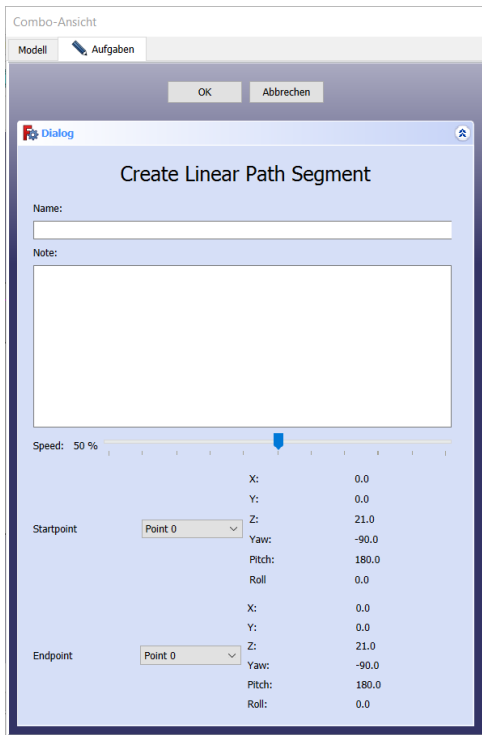 Combo-Ansicht
Modell Aufgaben
OK Abbrechen
Dialog
Create Linear Path Segment
Name:
Note:
Speed: 50 %
X: 0.0
Y: 0.0
Startpoint Point 0 Z: 21.0
Yaw: -90.0
Pitch: 180.0
Roll 0.0
X: 0.0
Y: 0.0
Endpoint Point 0 Z: 21.0
Yaw: -90.0
Pitch: 180.0
Roll: 0.0